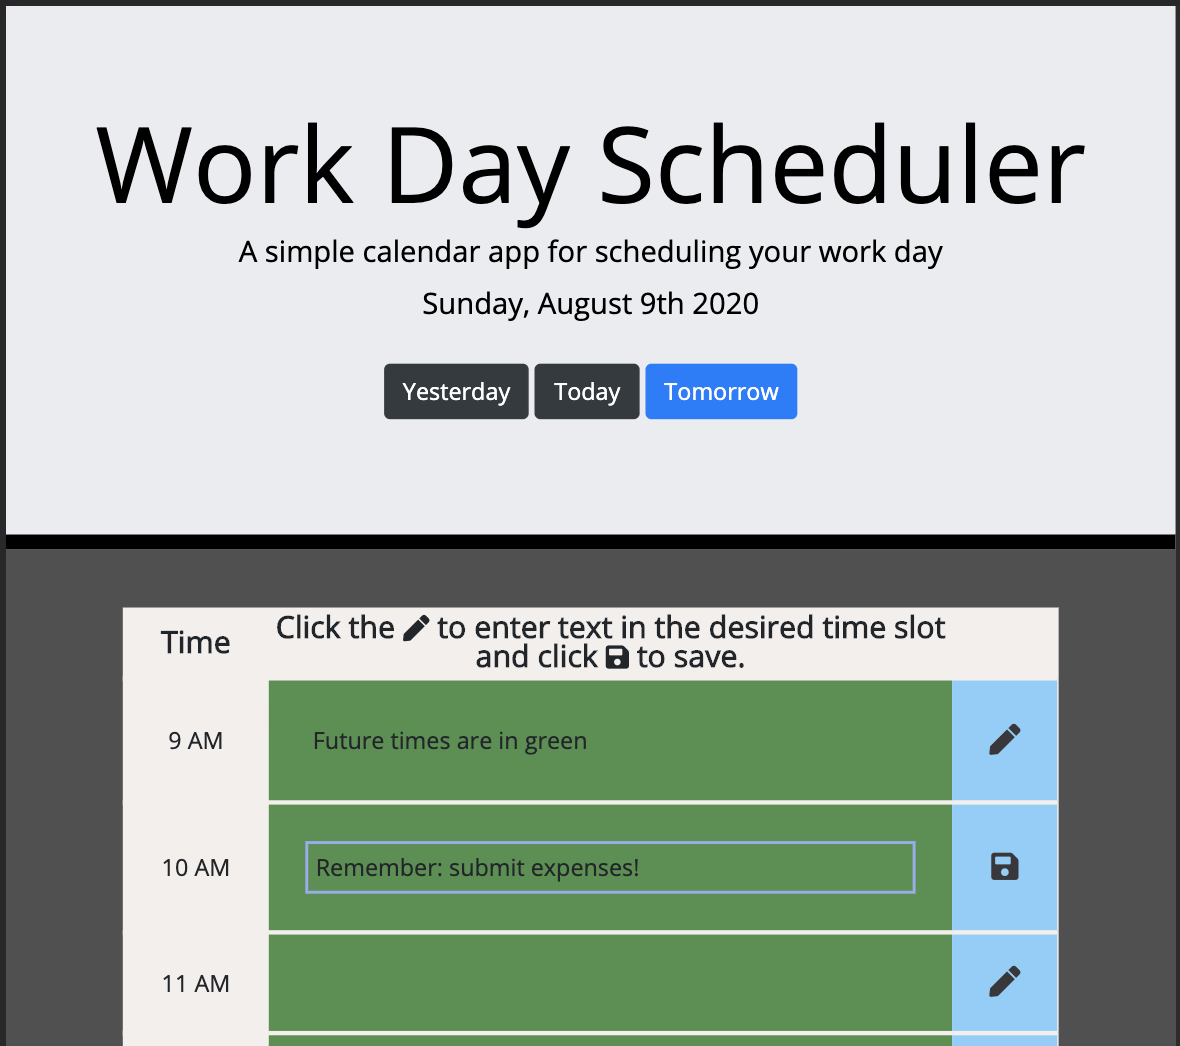 Work Day Scheduler
A simple calendar app for scheduling your work day
Sunday, August 9th 2020
Yesterday Today Tomorrow
Time
Click the to enter text in the desired time slot
and click to save.
9 AM Future times are in green
10 AM Remember: submit expenses!
11 AM